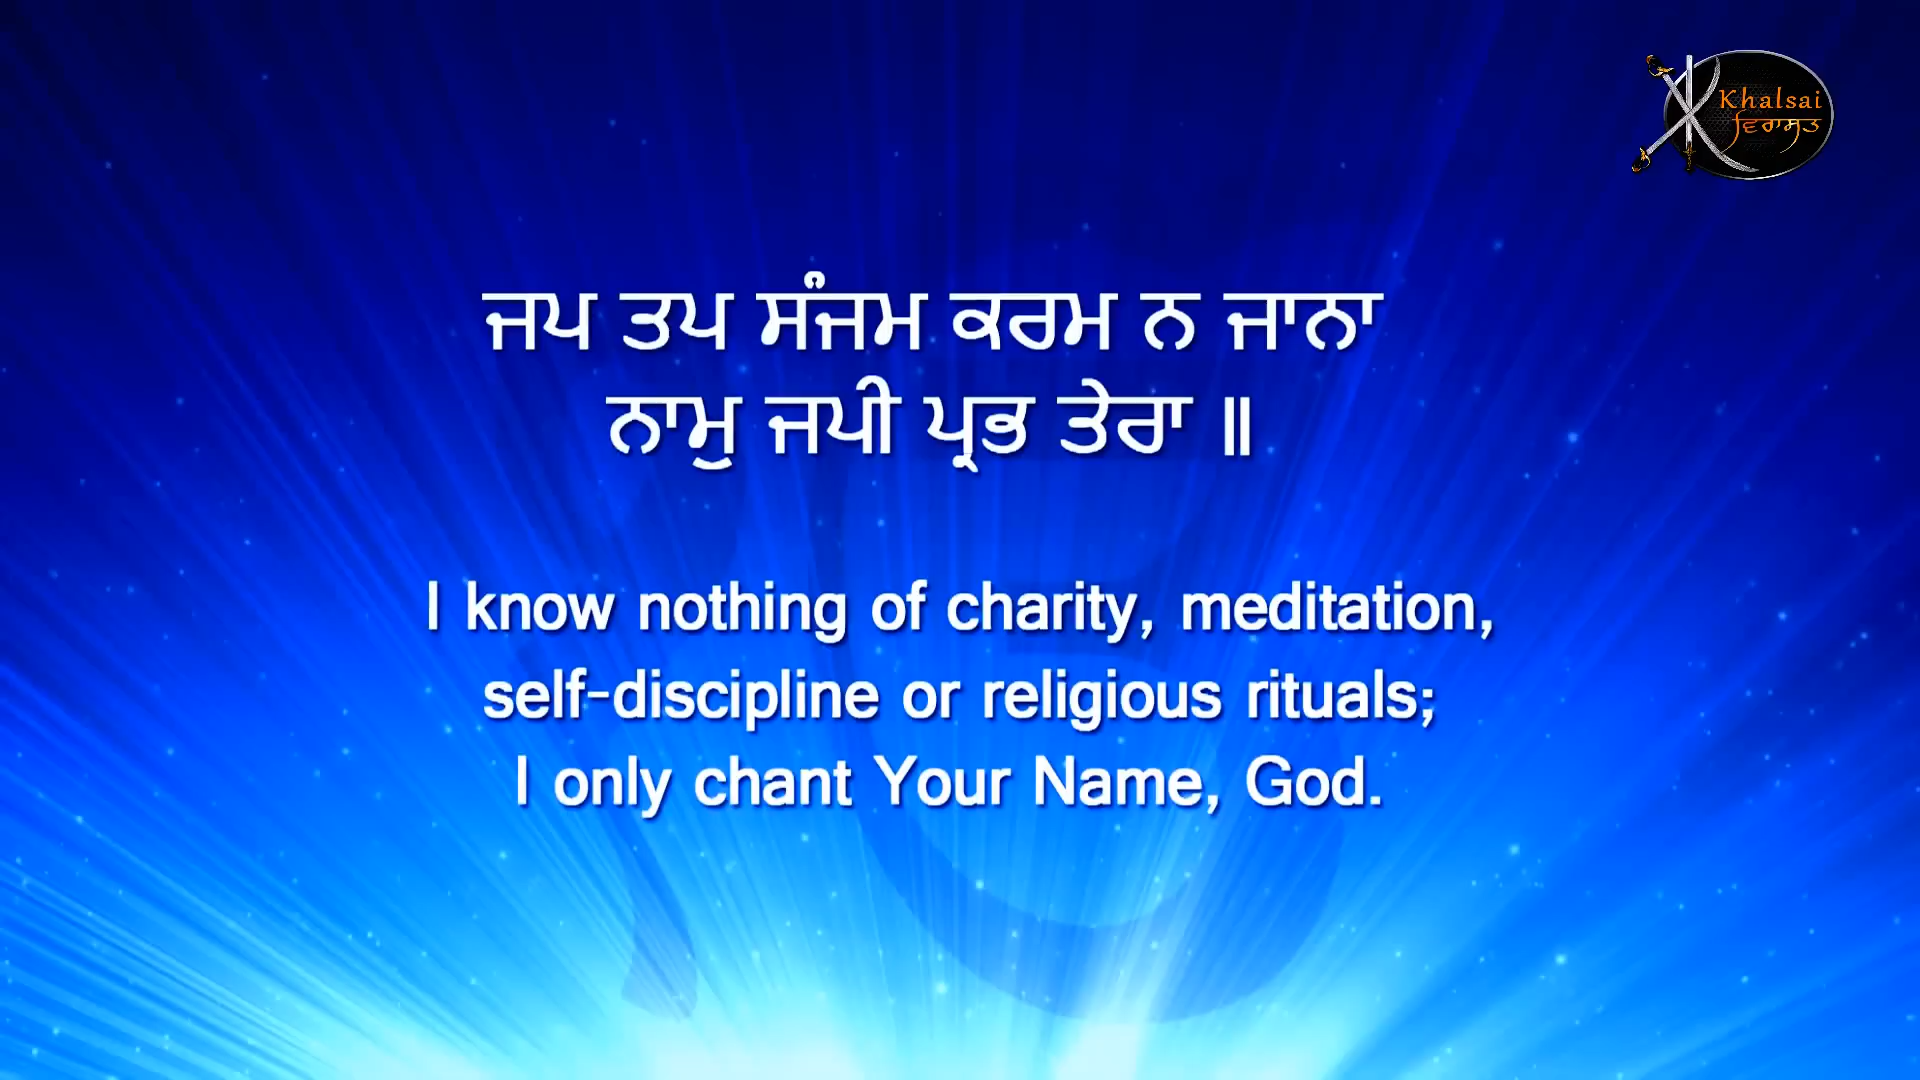 Khalsai
ਵਿਰਾਸਤ
ਜਪ ਤਪ ਸੰਜਮ ਕਰਮ ਨ ਜਾਨਾ
ਨਾਮੁ ਜਪੀ ਪ੍ਰਭ ਤੇਰਾ ॥
I know nothing of charity, meditation,
self-discipline or religious rituals;
I only chant Your Name, God.